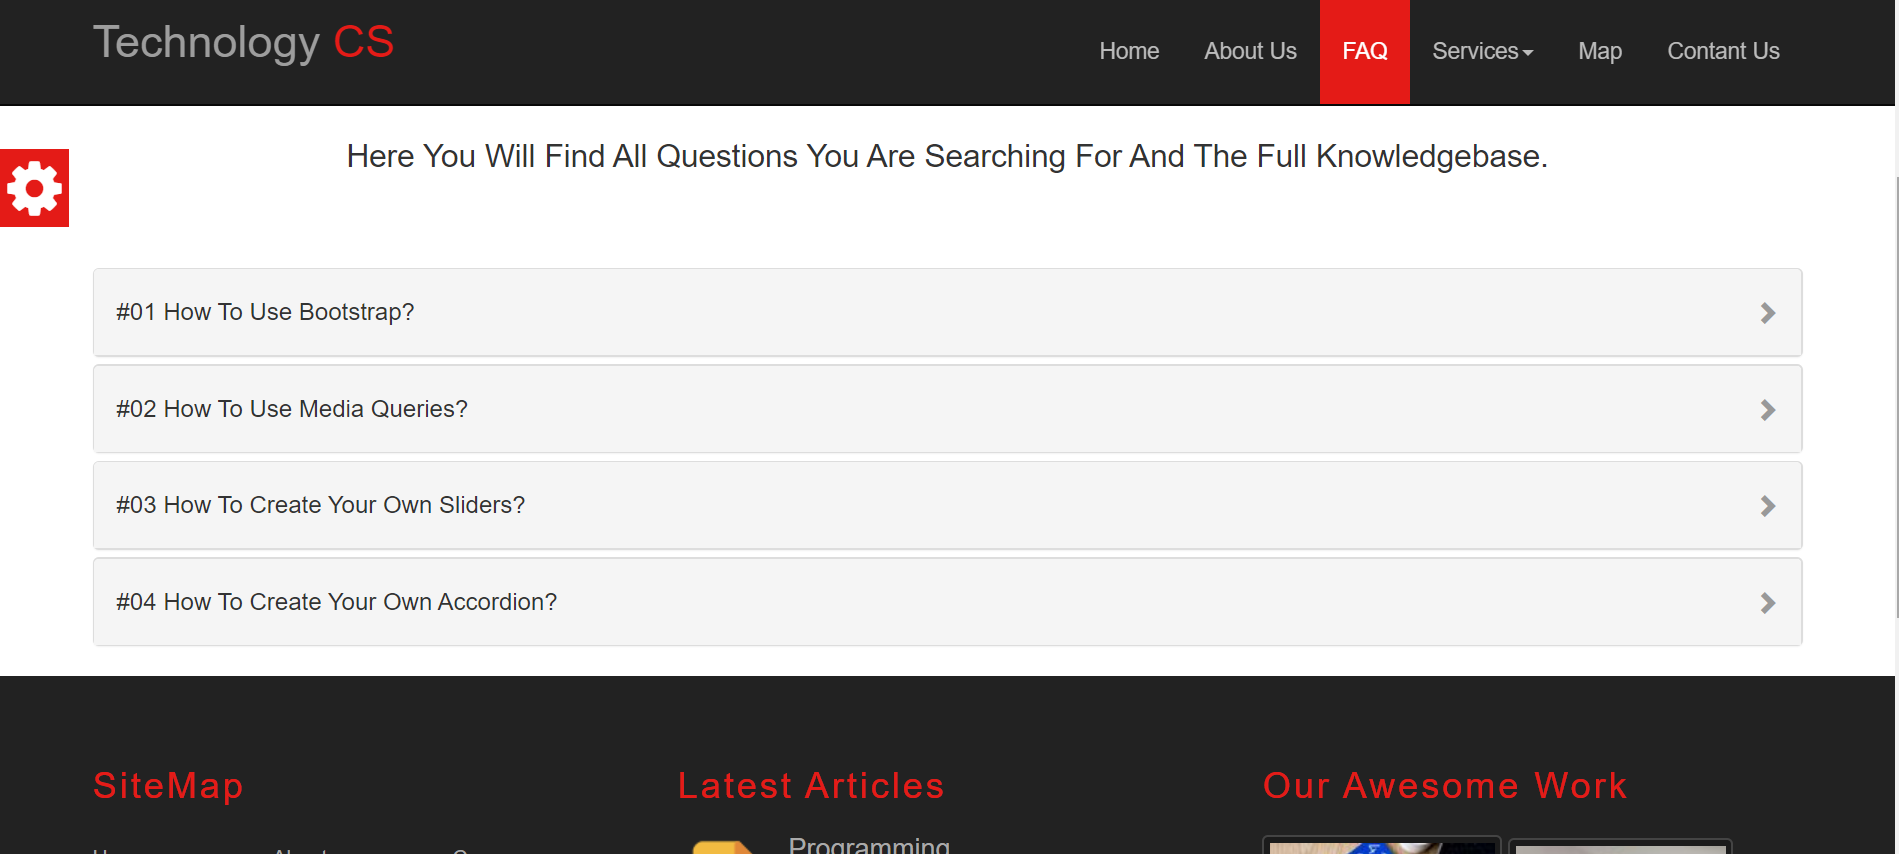 Technology CS
Home About Us FAQ Services Map Contant Us
Here You Will Find All Questions You Are Searching For And The Full Knowledgebase.
#01 How To Use Bootstrap?
#02 How To Use Media Queries?
#03 How To Create Your Own Sliders?
#04 How To Create Your Own Accordion?
SiteMap Latest Articles Our Awesome Work
Programming